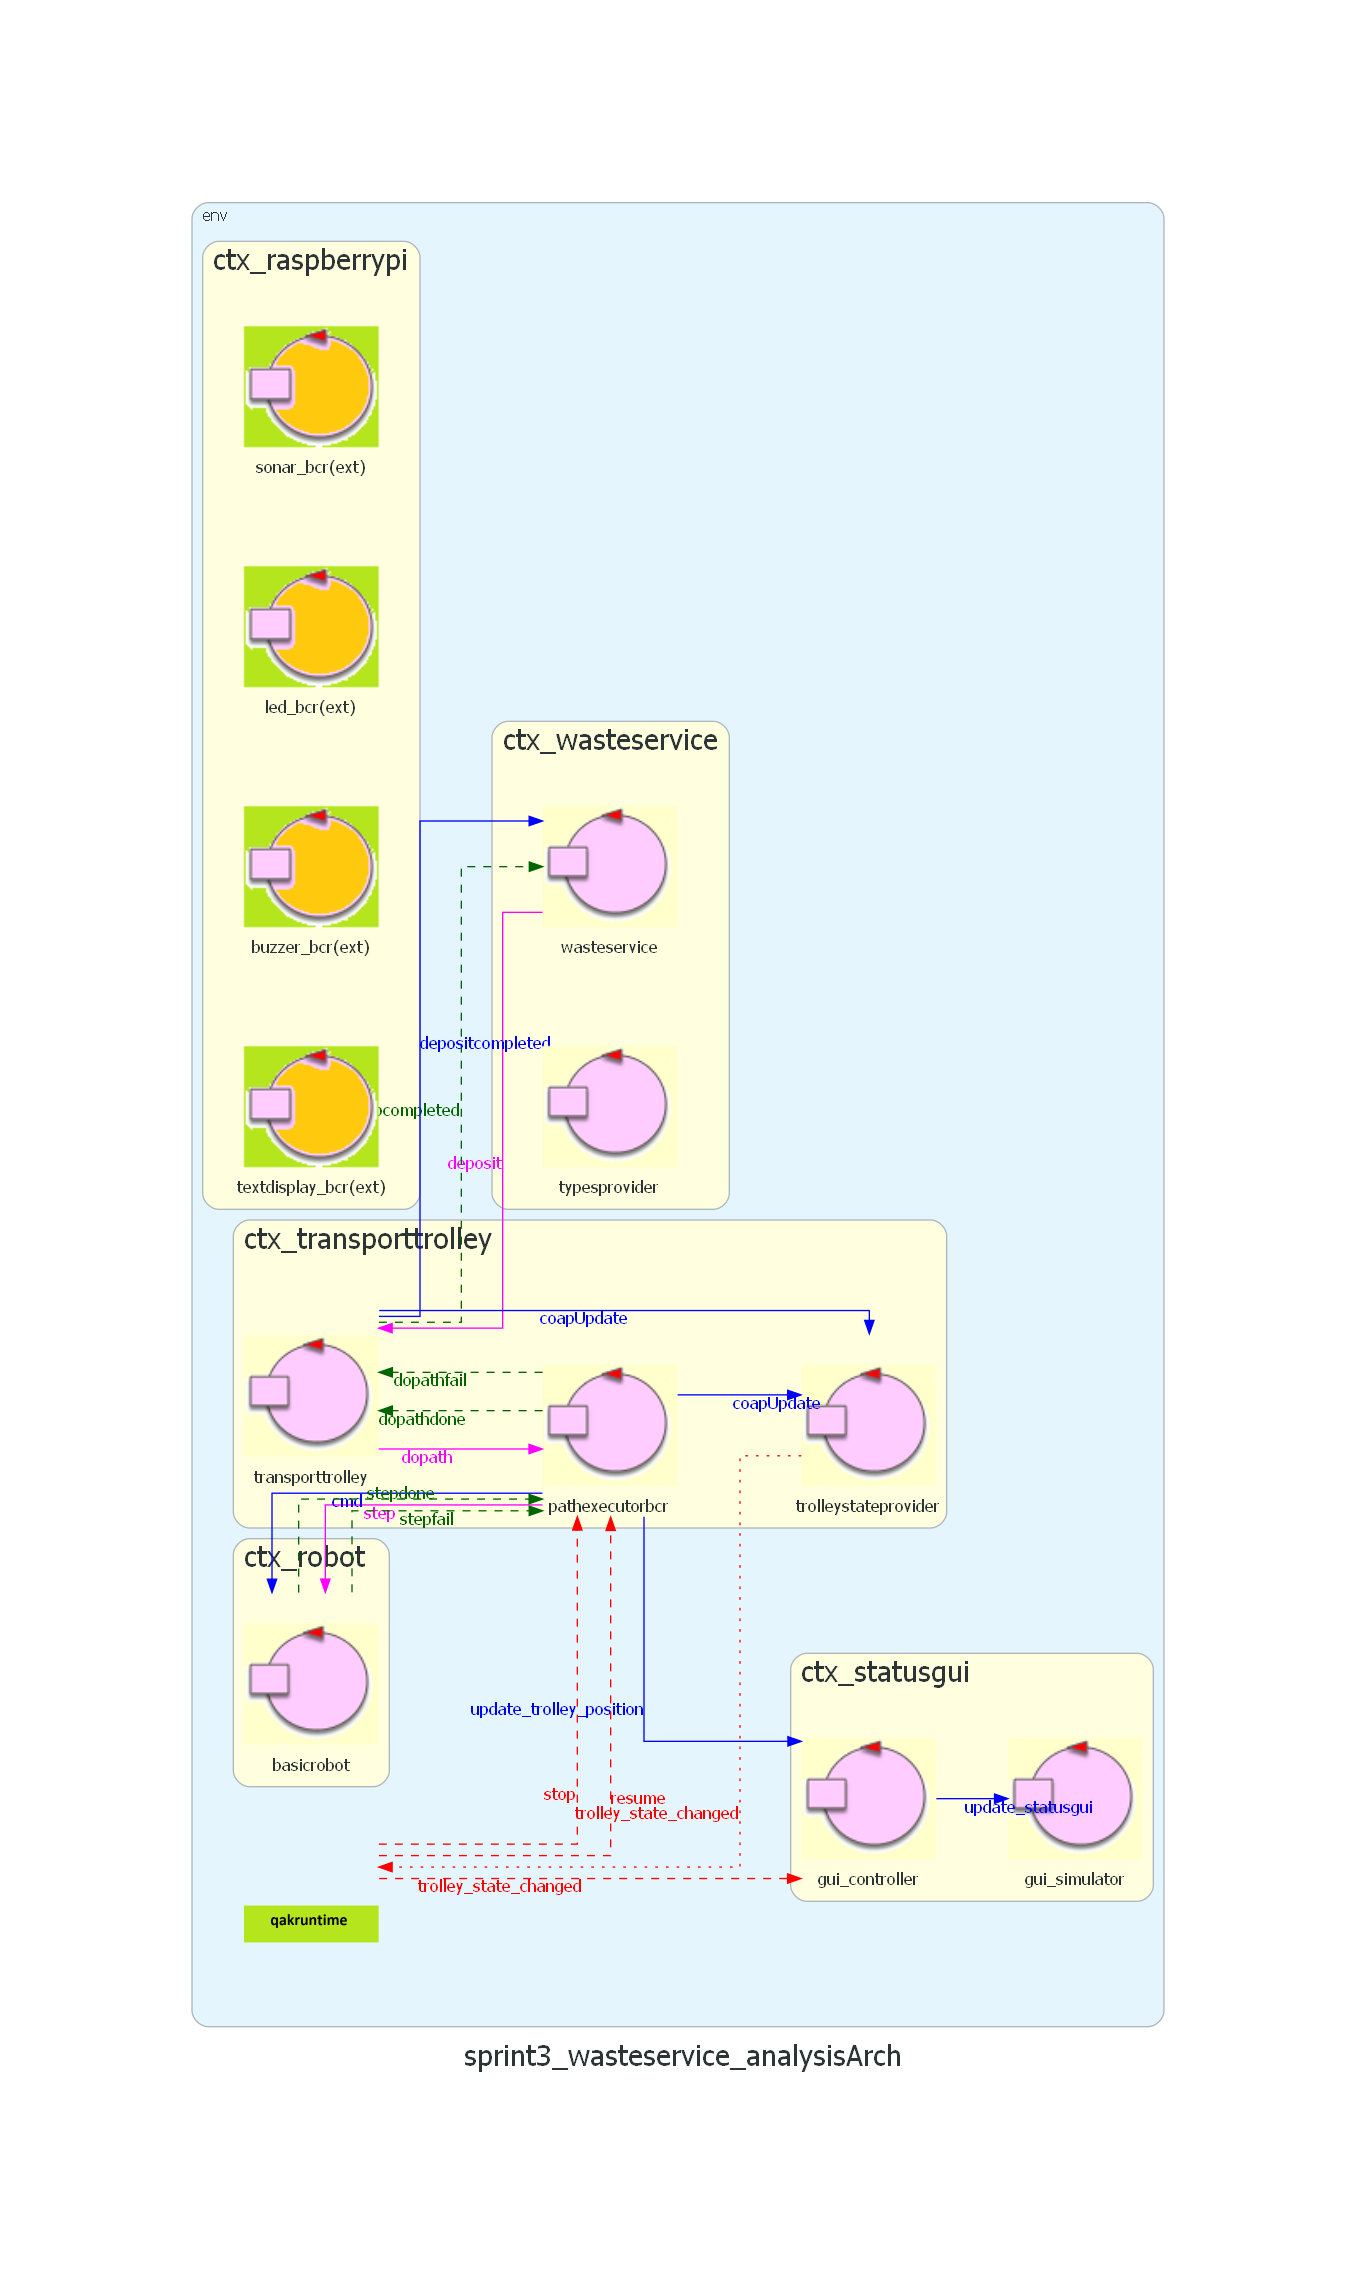 env
ctx_raspberrypi
sonar_bcr(ext)
led_bcr(ext)
ctx_wasteservice
buzzer_bcr(ext)
wasteservice
depositcompleted
deposit
textdisplay_bcr(ext)
typesprovider
ctx_transporttrolley
coapUpdate
dopathfail
coapUpdate
dopathdone
dopath
transporttrolley
stepdone
cmd
step
stepfail
pathexecutorbcr
trolleystateprovider
ctx_robot
ctx_statusgui
update_trolley_position
basicrobot
stop
resume
trolley_state_changed
update_statusgui
gui_controller
gui_simulator
trolley_state_changed
qakruntime
sprint3_wasteservice_analysisArch